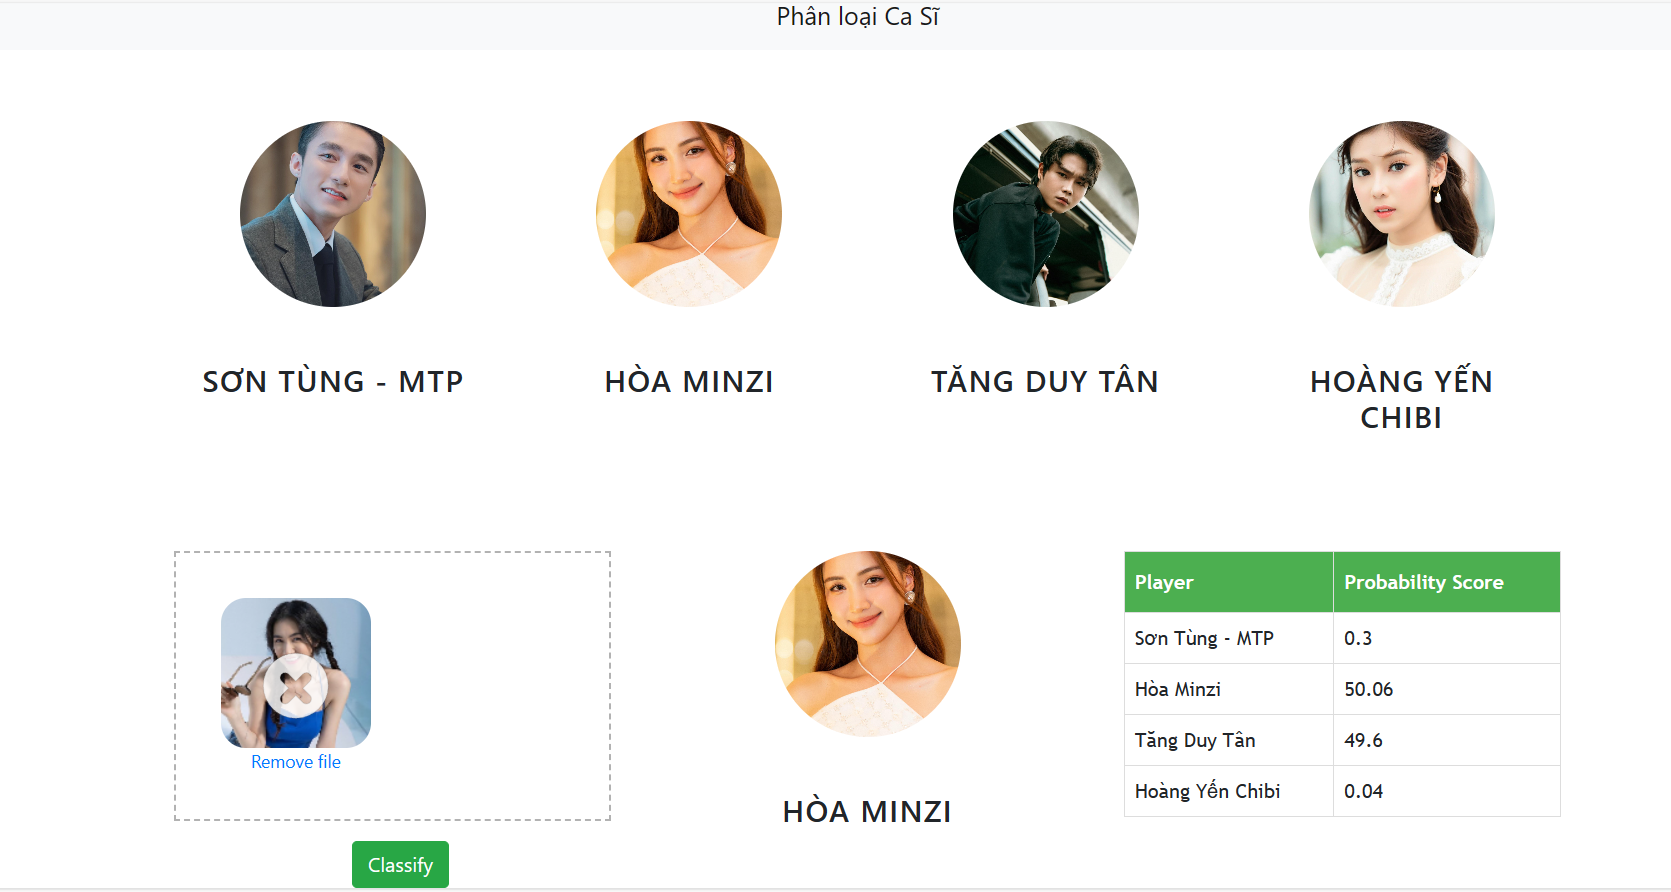 Phân loại Ca Sĩ
SƠN TÙNG - MTP
HÒA MINZI
TĂNG DUY TÂN
HOÀNG YẾN
CHIBI
Remove file
Classify
HÒA MINZI
Player Probability Score
Sơn Tùng - MTP 0.3
Hòa Minzi 50.06
Tăng Duy Tân 49.6
Hoàng Yến Chibi 0.04